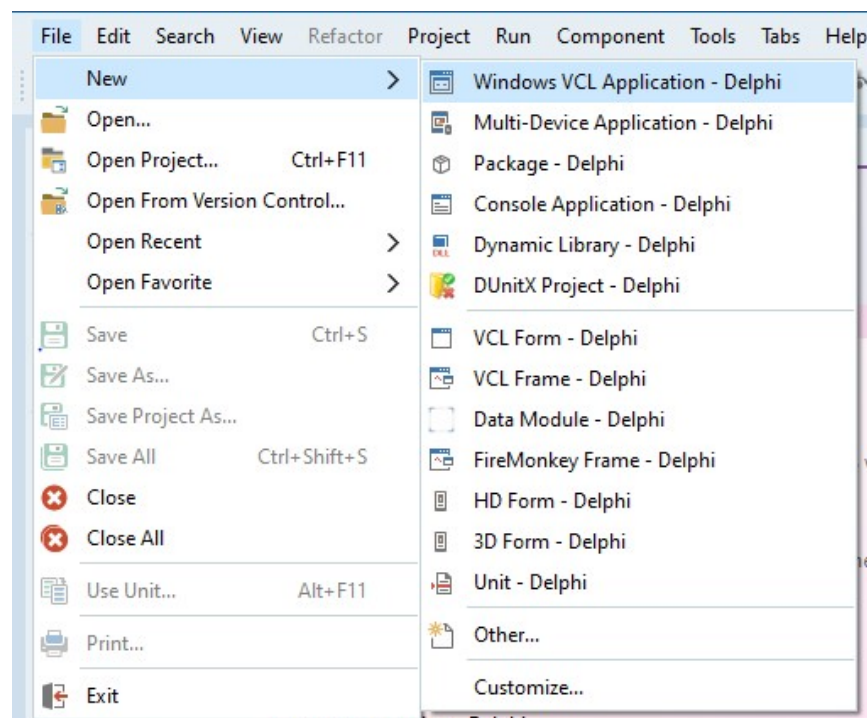 File Edit Search View Refactor Project Run Component Tools Tabs Help
New
Open...
Open Project... Ctrl+F11
Open From Version Control...
Open Recent
Open Favorite
Save Ctrl+S
Save As...
Save Project As...
Save All Ctrl+Shift+S
Close
Close All
Use Unit... Alt+F11
Print...
Exit
Windows VCL Application - Delphi
Multi-Device Application - Delphi
Package - Delphi
Console Application - Delphi
Dynamic Library - Delphi
DUnitX Project - Delphi
VCL Form - Delphi
VCL Frame - Delphi
Data Module - Delphi
FireMonkey Frame - Delphi
HD Form - Delphi
3D Form - Delphi
Unit - Delphi
Other...
Customize...